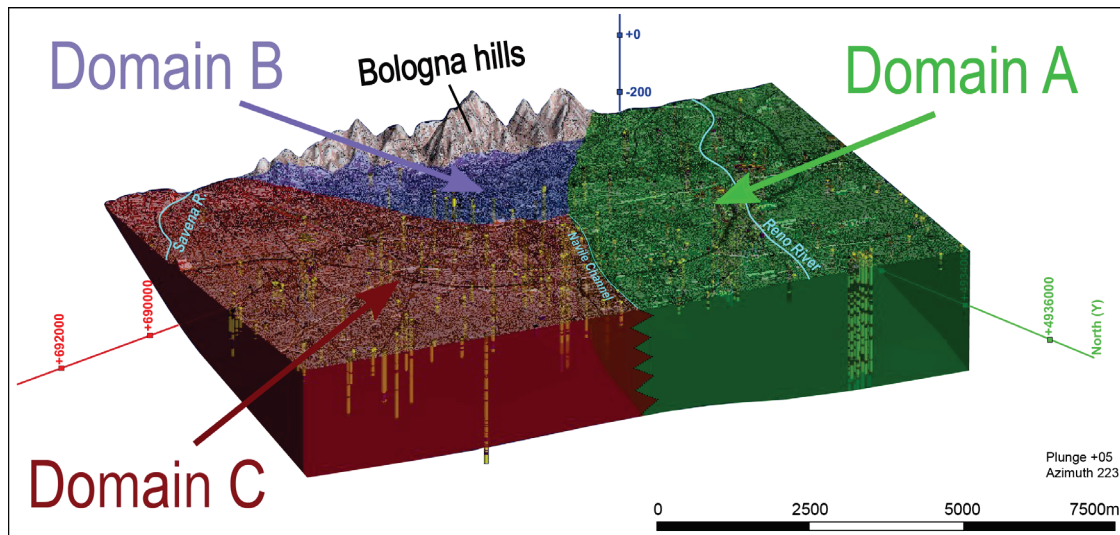 Domain B
Bologna hills
+0
-200
Domain A
Savena R.
Navile Channel
Reno River
+692000
+690000
+4936000
North (Y)
Domain C
Plunge +05
Azimuth 223
0 2500 5000 7500m